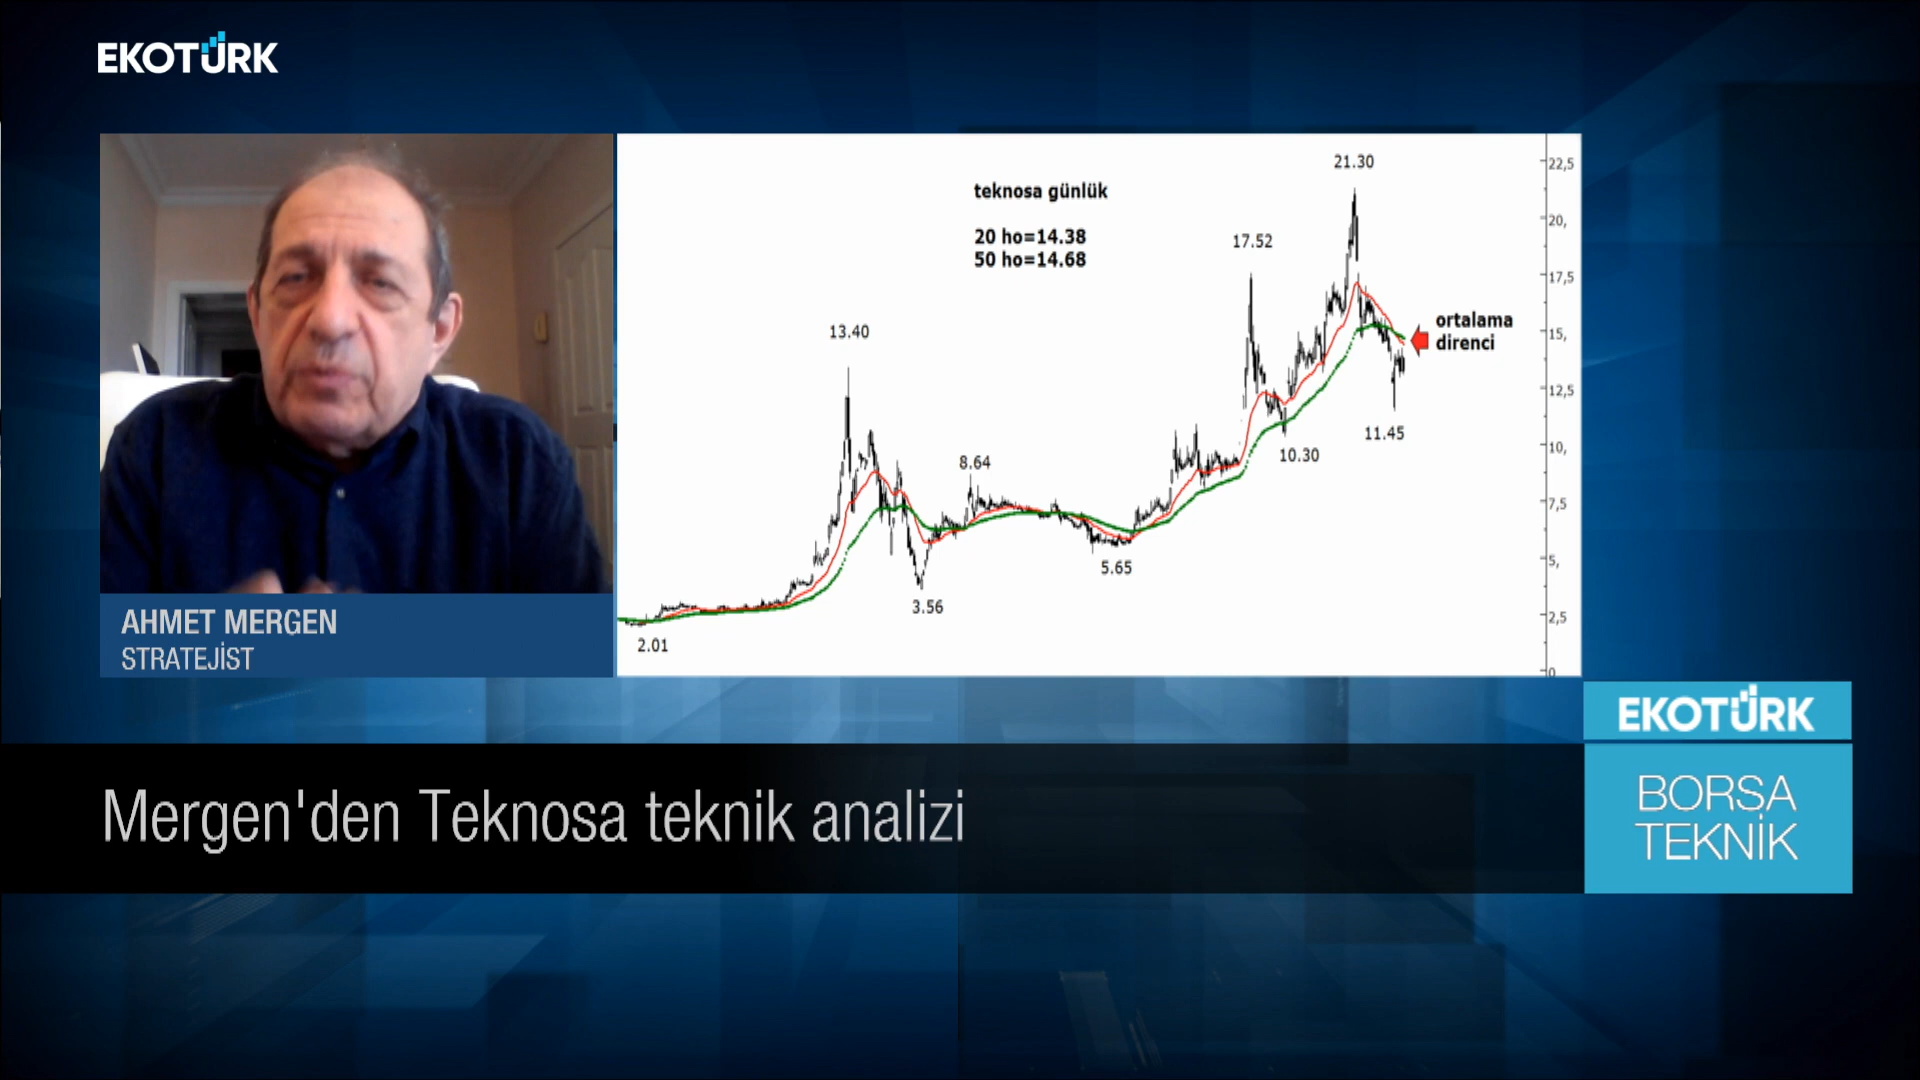 EKOTÜRK
AHMET MERGEN
STRATEJİST
teknosa günlük
20 ho=14.38
50 ho=14.68
21.30
17.52
13.40
8.64
ortalama
direnci
11.45
10.30
5.65
3.56
2.01
22,5
20,
17,5
15,
12,5
10,
7,5
5,
2,5
0
EKOTÜRK
Mergen'den Teknosa teknik analizi
BORSA
TEKNİK